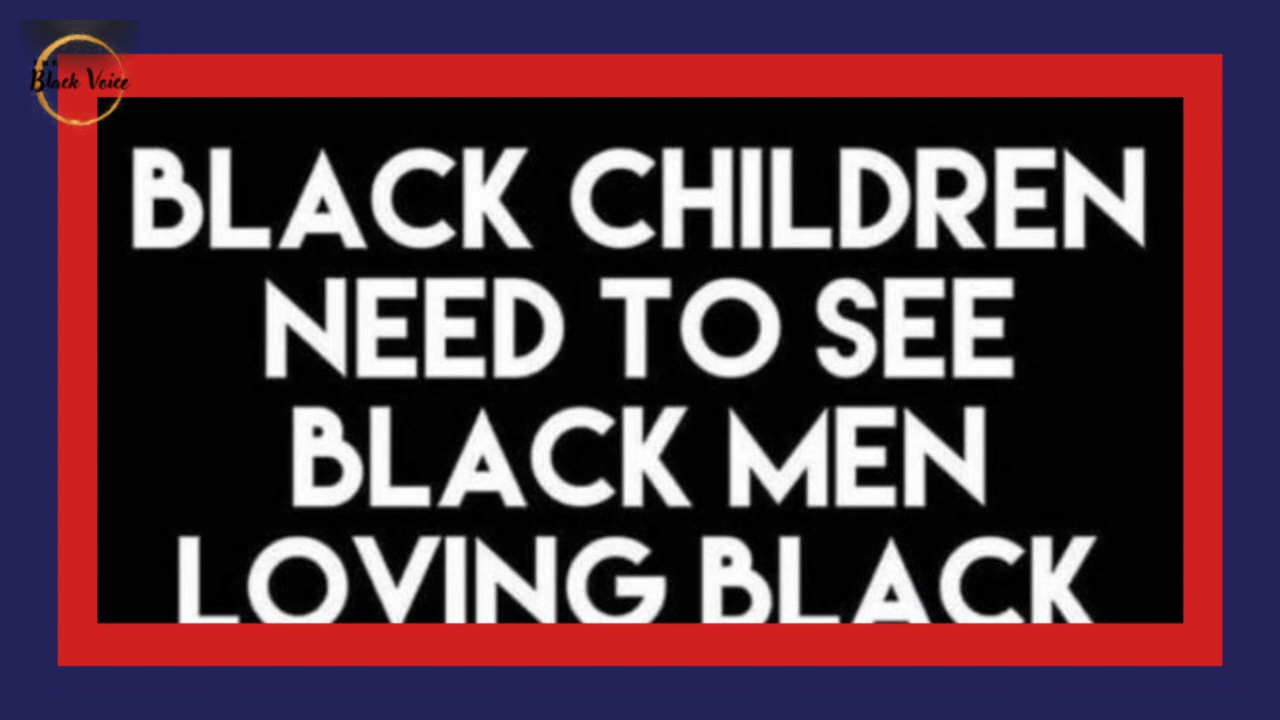 Black Voice
BLACK CHILDREN
NEED TO SEE
BLACK MEN
LOVING BLACK